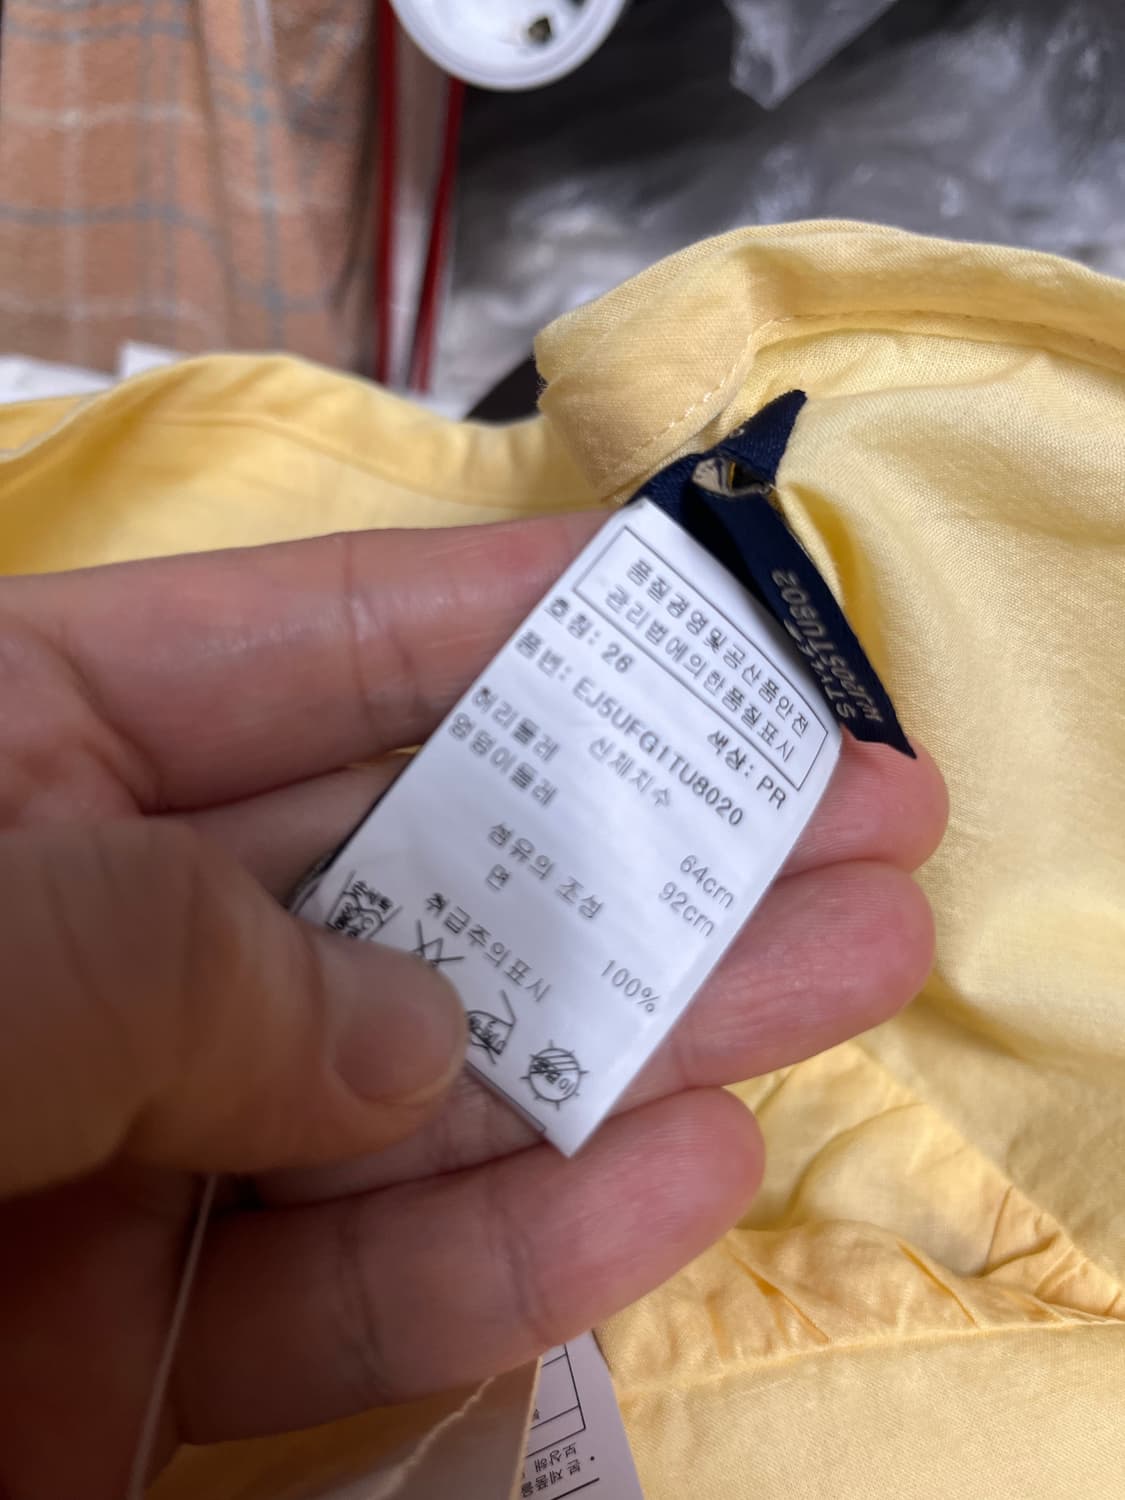 품질경영및공산품안전
관리법에의한품질표시
호칭: 26 색상: PR
품번: EJ5UFG1TU8020
신체치수
허리둘레 64cm
엉덩이둘레 92cm
섬유의 조성
면 100%
취급주의표시
STYLE#
WJ205TU802